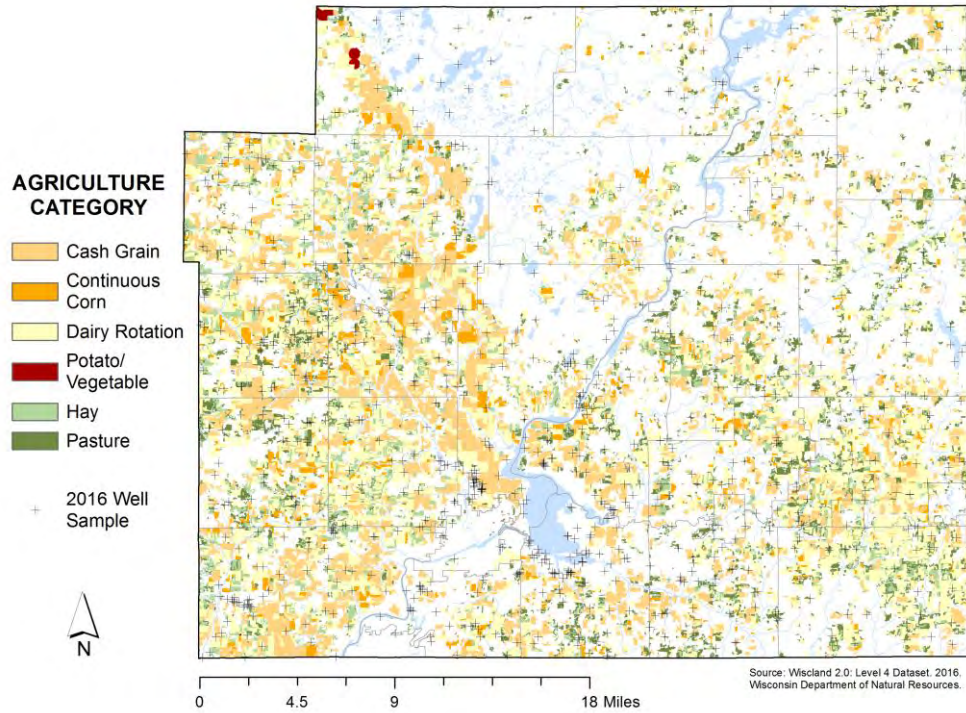 AGRICULTURE
CATEGORY
Cash Grain
Continuous
Corn
Dairy Rotation
Potato/
Vegetable
Hay
Pasture
2016 Well
Sample
N
0 4.5 9 18 Miles
Source: Wiscland 2.0: Level 4 Dataset. 2016.
Wisconsin Department of Natural Resources.